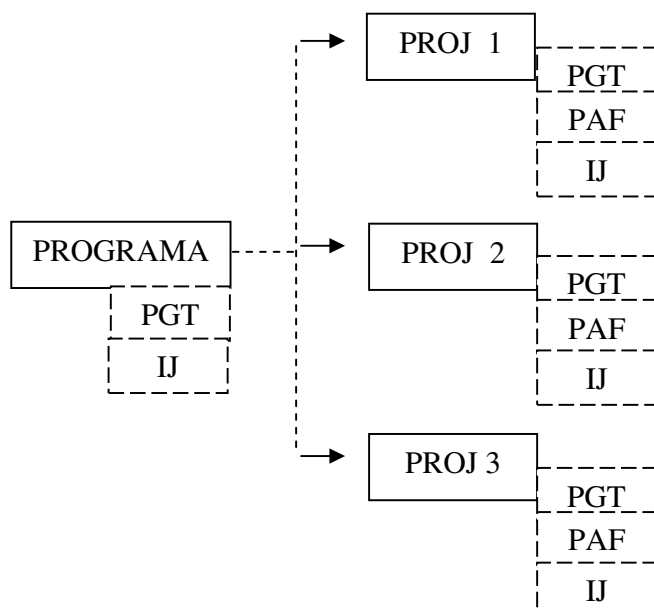 PROJ 1
PGT
PAF
IJ
PROGRAMA
PGT
IJ
PROJ 2
PGT
PAF
IJ
PROJ 3
PGT
PAF
IJ